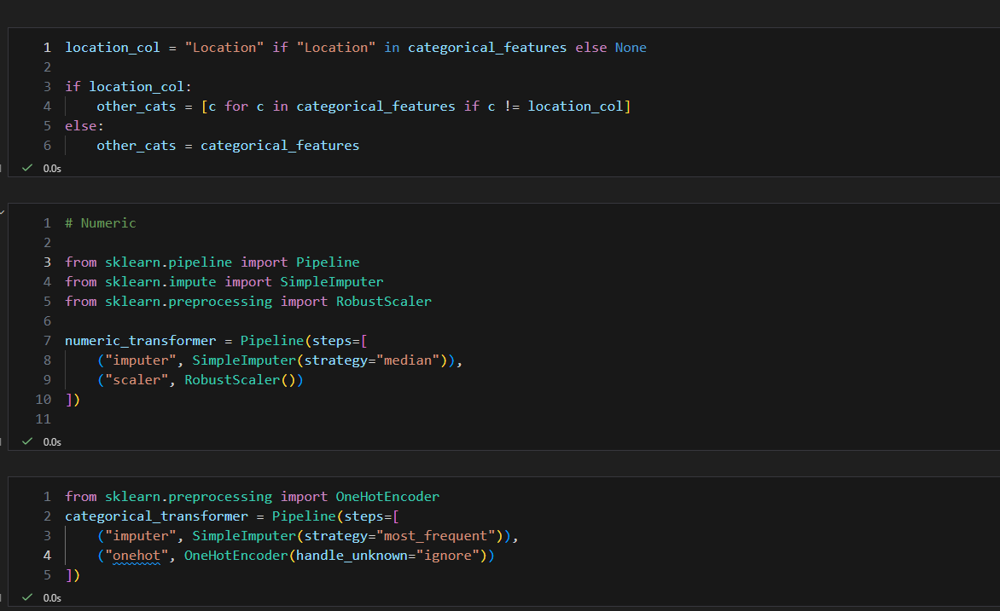 1 location_col = "Location" if "Location" in categorical_features else None
2
3 if location_col:
4     other_cats = [c for c in categorical_features if c != location_col]
5 else:
6     other_cats = categorical_features
0.0s
1 # Numeric
2
3 from sklearn.pipeline import Pipeline
4 from sklearn.impute import SimpleImputer
5 from sklearn.preprocessing import RobustScaler
6
7 numeric_transformer = Pipeline(steps=[
8     ("imputer", SimpleImputer(strategy="median")),
9     ("scaler", RobustScaler())
10 ])
11
0.0s
1 from sklearn.preprocessing import OneHotEncoder
2 categorical_transformer = Pipeline(steps=[
3     ("imputer", SimpleImputer(strategy="most_frequent")),
4     ("onehot", OneHotEncoder(handle_unknown="ignore"))
5 ])
0.0s